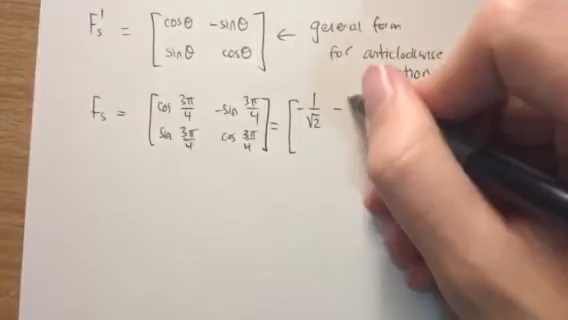 F's = [cosθ -sinθ ← general form
sinθ cosθ] for anticlockwise
Fs = [cos 3π/4 -sin 3π/4
sin 3π/4 cos 3π/4] = [-1/√2 -